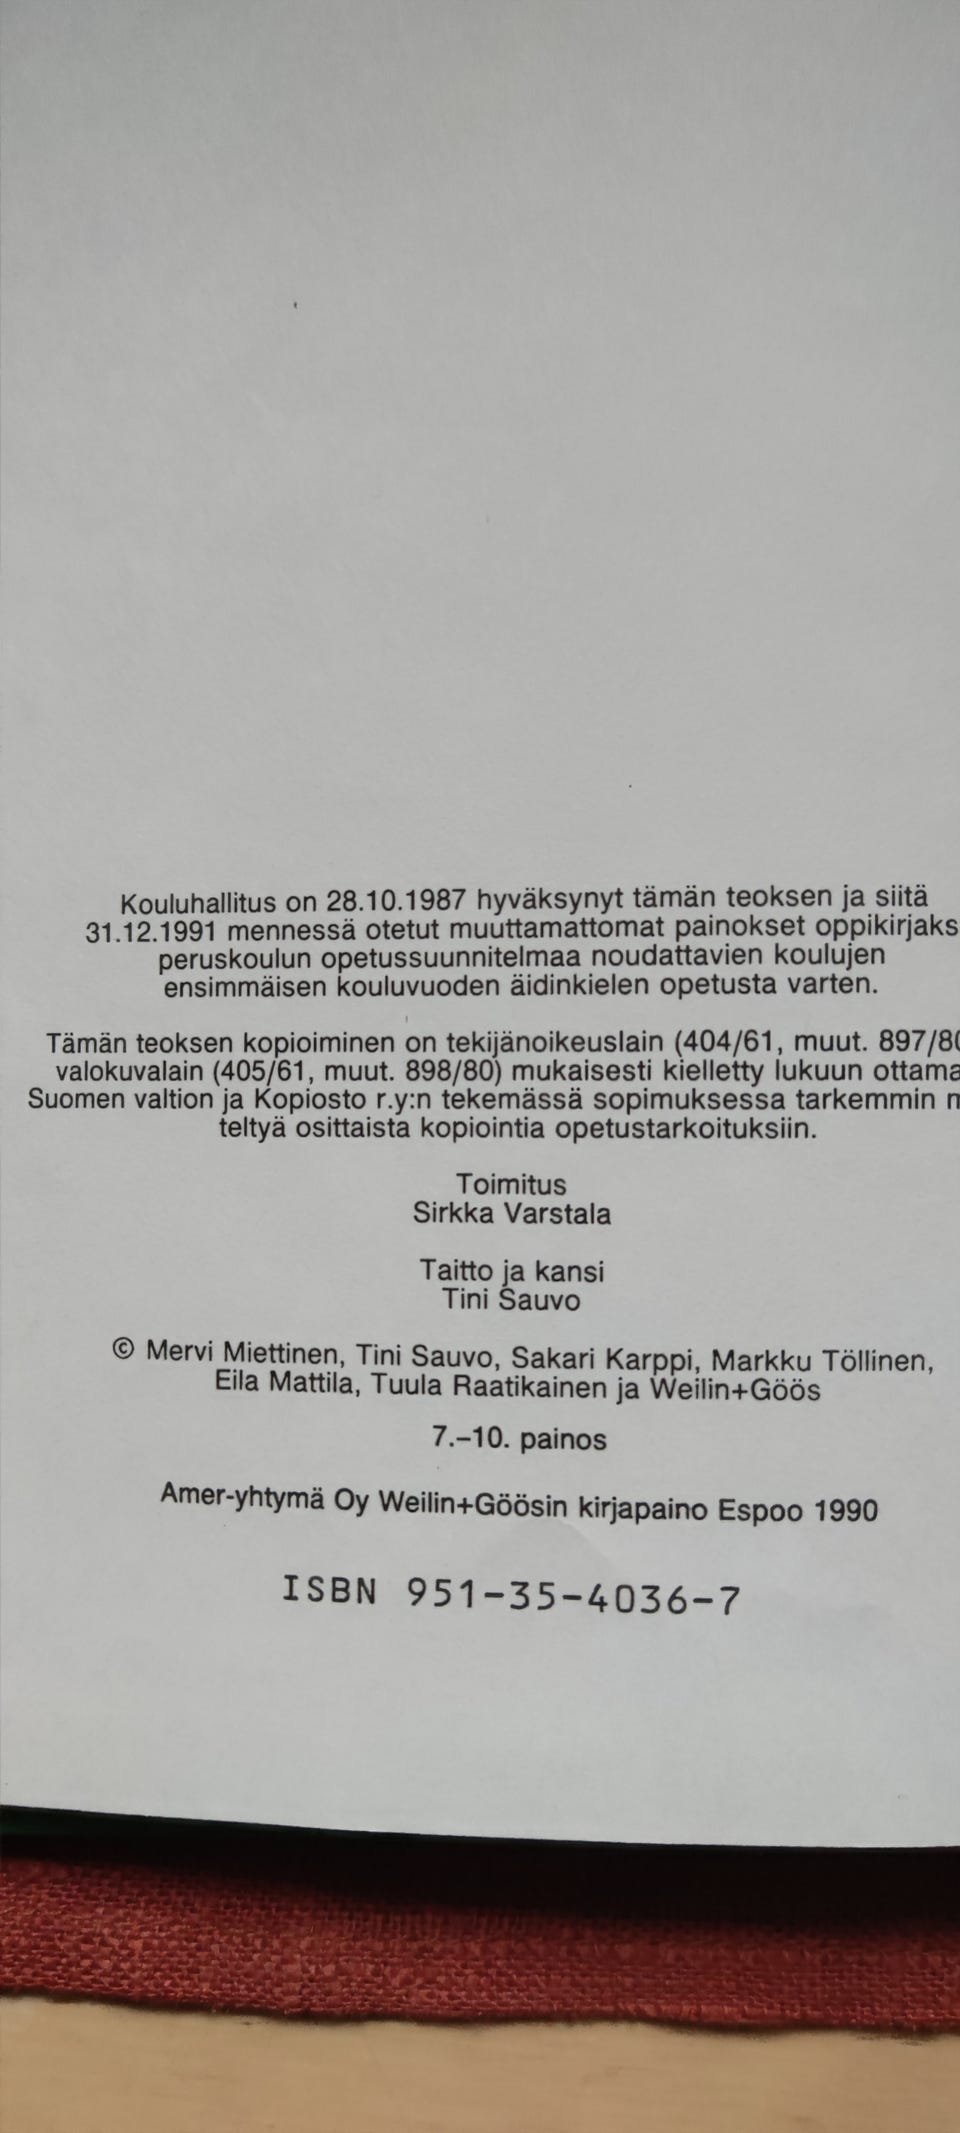 Kouluhallitus on 28.10.1987 hyväksynyt tämän teoksen ja siitä
31.12.1991 mennessä otetut muuttamattomat painokset oppikirjaks
peruskoulun opetussuunnitelmaa noudattavien koulujen
ensimmäisen kouluvuoden äidinkielen opetusta varten.
Tämän teoksen kopioiminen on tekijänoikeuslain (404/61, muut. 897/80
valokuvalain (405/61, muut. 898/80) mukaisesti kielletty lukuun ottama
Suomen valtion ja Kopiosto r.y:n tekemässä sopimuksessa tarkemmin m
teltyä osittaista kopiointia opetustarkoituksiin.
Toimitus
Sirkka Varstala
Taitto ja kansi
Tini Sauvo
© Mervi Miettinen, Tini Sauvo, Sakari Karppi, Markku Töllinen,
Eila Mattila, Tuula Raatikainen ja Weilin+Göös
7.–10. painos
Amer-yhtymä Oy Weilin+Göösin kirjapaino Espoo 1990
ISBN 951-35-4036-7